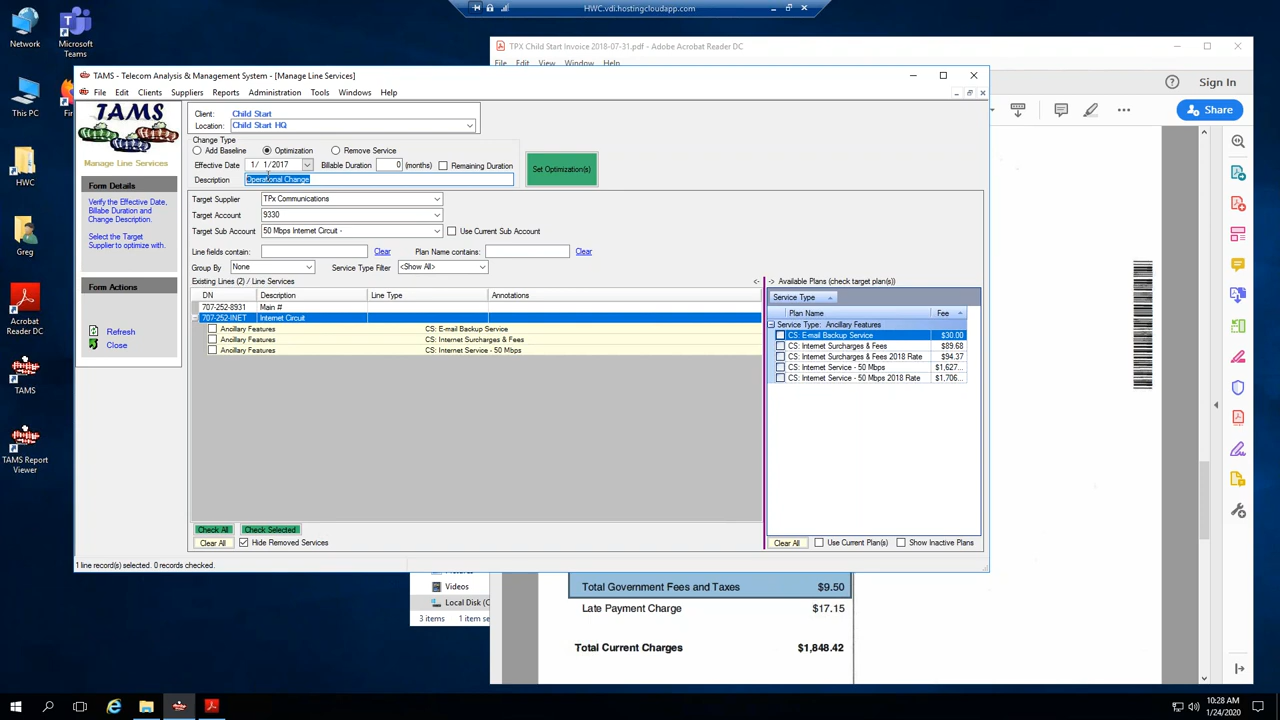 HWC.vdi.hostingcloudapp.com
Network
Microsoft
Teams
This PC
HWC
Greg
Acrobat
Reader DC
TAMS
TAMS Report
Viewer
TPX Child Start Invoice 2018-07-31.pdf - Adobe Acrobat Reader DC
File Edit View Window Help
Sign In
Share
TAMS - Telecom Analysis & Management System - [Manage Line Services]
File Edit Clients Suppliers Reports Administration Tools Windows Help
TAMS
Manage Line Services
Form Details
Verify the Effective Date,
Billabe Duration and
Change Description.
Select the Target
Supplier to optimize with.
Form Actions
Refresh
Close
Client: Child Start
Location: Child Start HQ
Change Type
Add Baseline Optimization Remove Service
Effective Date 1/ 1/2017 Billable Duration 0 (months) Remaining Duration
Description Operational Change
Set Optimization(s)
Target Supplier TPx Communications
Target Account 9330
Target Sub Account 50 Mbps Internet Circuit - Use Current Sub Account
Line fields contain: Clear Plan Name contains: Clear
Group By None Service Type Filter <Show All>
Existing Lines (2) / Line Services <-
DN Description Line Type Annotations
707-252-8931 Main #
707-252-INET Internet Circuit
Ancillary Features CS: E-mail Backup Service
Ancillary Features CS: Internet Surcharges & Fees
Ancillary Features CS: Internet Service - 50 Mbps
-> Available Plans (check target plan(s))
Service Type
Plan Name Fee
Service Type: Ancillary Features
CS: E-mail Backup Service $30.00
CS: Internet Surcharges & Fees $89.68
CS: Internet Surcharges & Fees 2018 Rate $94.37
CS: Internet Service - 50 Mbps $1,627...
CS: Internet Service - 50 Mbps 2018 Rate $1,706...
Check All Check Selected
Clear All Hide Removed Services
Clear All Use Current Plan(s) Show Inactive Plans
1 line record(s) selected. 0 records checked.
Videos
Local Disk (C
3 items 1 item se
Total Government Fees and Taxes $9.50
Late Payment Charge $17.15
Total Current Charges $1,848.42
10:28 AM
1/24/2020